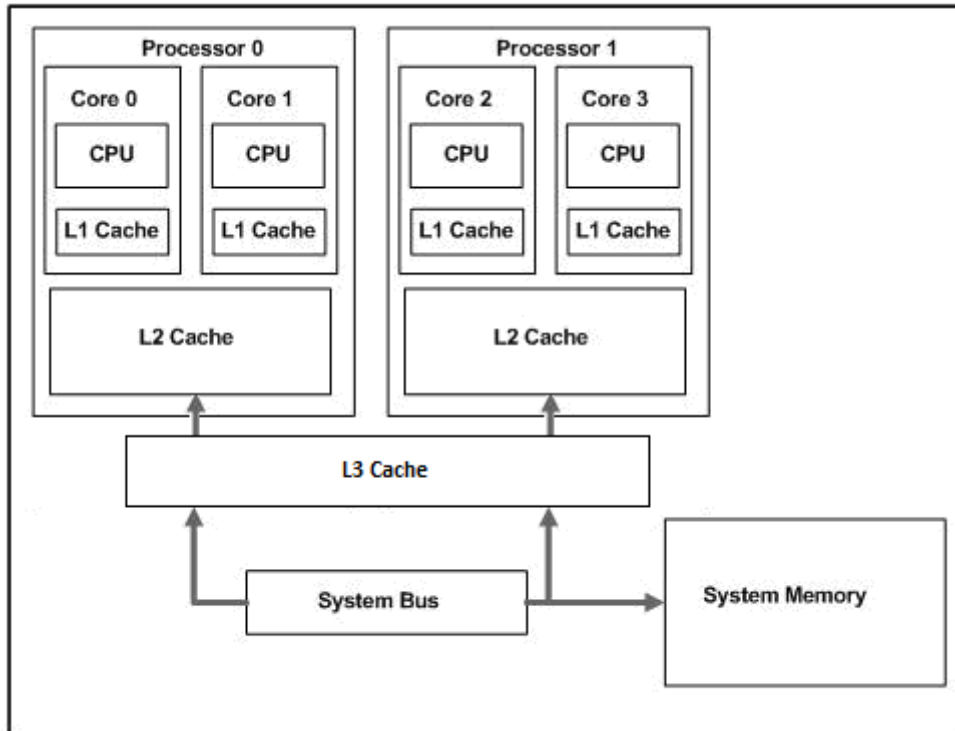 Processor 0
Processor 1
Core 0
Core 1
Core 2
Core 3
CPU
CPU
CPU
CPU
L1 Cache
L1 Cache
L1 Cache
L1 Cache
L2 Cache
L2 Cache
L3 Cache
System Bus
System Memory